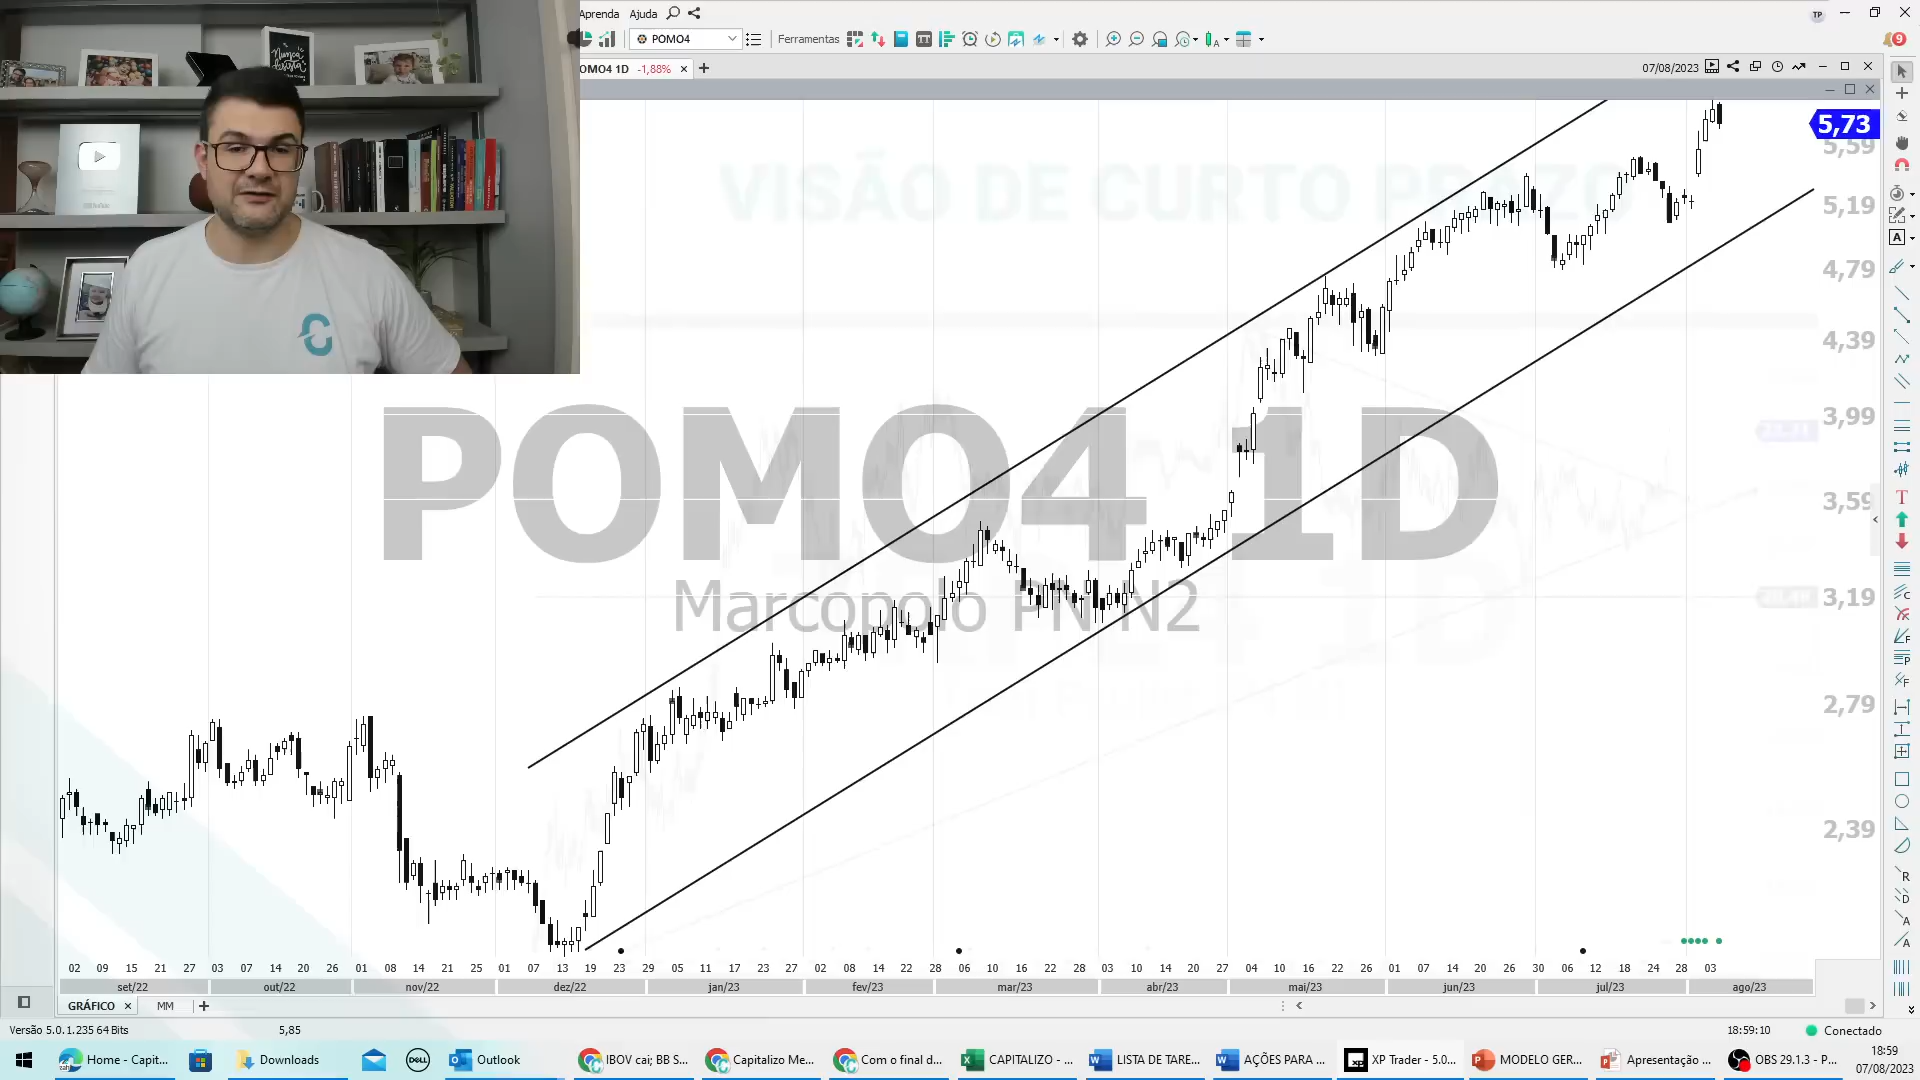 Aprenda Ajuda
TP
POMO4
Ferramentas
9
OMO4 1D -1,88%
07/08/2023
NUNCA desista
VISÃO DE CURTO PRAZO
5,73
5,59
5,19
4,79
4,39
3,99
3,59
3,19
2,79
2,39
POMO4 1D
Marcopolo PN N2
02 09 15 21 27 03 07 14 20 26 01 08 14 21 25 01 07 13 19 23 29 05 11 17 23 27 02 08 14 22 28 06 10 16 22 28 03 10 14 20 27 04 10 16 22 26 01 07 14 20 26 30 06 12 18 24 28 03
set/22 out/22 nov/22 dez/22 jan/23 fev/23 mar/23 abr/23 mai/23 jun/23 jul/23 ago/23
GRÁFICO MM
Versão 5.0.1.235 64 Bits
5,85
18:59:10
Conectado
Home - Capit...
Downloads
DELL
Outlook
IBOV cai; BB S...
Capitalizo Me...
Com o final d...
CAPITALIZO - ...
LISTA DE TARE...
AÇÕES PARA ...
XP Trader - 5.0...
MODELO GER...
Apresentação ...
OBS 29.1.3 - P...
18:59
07/08/2023